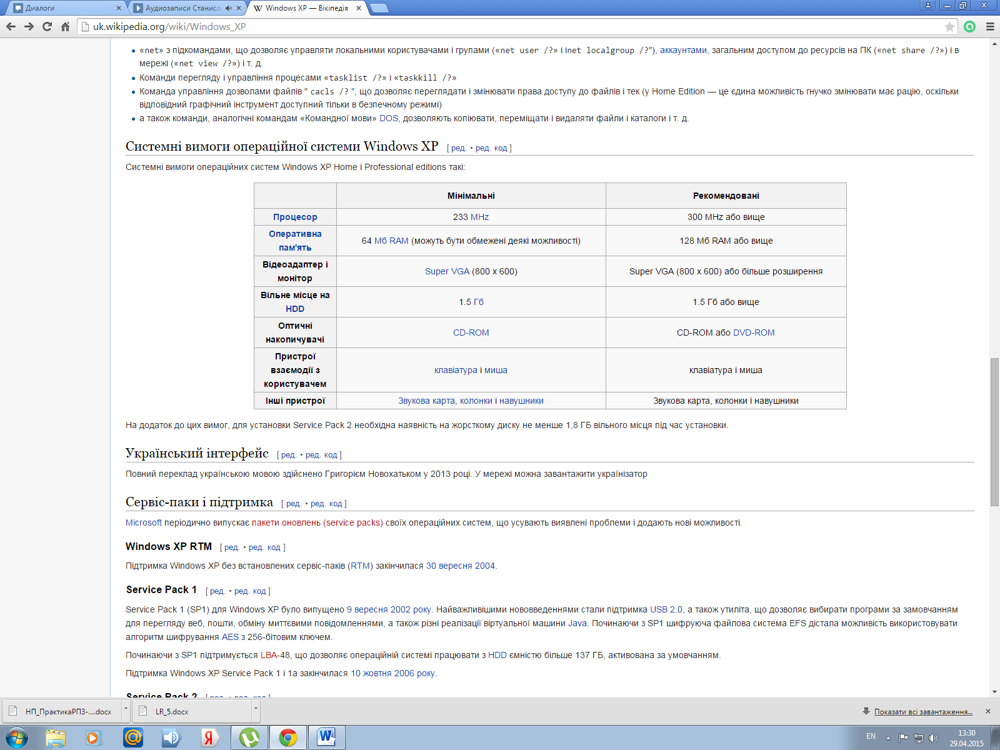 Диалоги
Аудиозаписи Станисл
Windows XP — Вікіпедія
uk.wikipedia.org/wiki/Windows_XP
«net» з підкомандами, що дозволяє управляти локальними користувачами і групами («net user /?» і inet localgroup /?"), аккаунтами, загальним доступом до ресурсів на ПК («net share /?») і в
мережі («net view /?») і т. д.
Команди перегляду і управління процесами «tasklist /?» і «taskkill /?»
Команда управління дозволами файлів " cacls /? ", що дозволяє переглядати і змінювати права доступу до файлів і тек (у Home Edition — це єдина можливість гнучко змінювати має рацію, оскільки
відповідний графічний інструмент доступний тільки в безпечному режимі)
а також команди, аналогічні командам «Командної мови» DOS, дозволяють копіювати, переміщати і видаляти файли і каталоги і т. д.
Системні вимоги операційної системи Windows XP [ ред. • ред. код ]
Системні вимоги операційних систем Windows XP Home і Professional editions такі:
Мінімальні Рекомендовані
Процесор 233 MHz 300 MHz або вище
Оперативна
пам'ять 64 Мб RAM (можуть бути обмежені деякі можливості) 128 Мб RAM або вище
Відеоадаптер і
монітор Super VGA (800 x 600) Super VGA (800 x 600) або більше розширення
Вільне місце на
HDD 1.5 Гб 1.5 Гб або вище
Оптичні
накопичувачі CD-ROM CD-ROM або DVD-ROM
Пристрої
взаємодії з
користувачем клавіатура і миша клавіатура і миша
Інші пристрої Звукова карта, колонки і навушники Звукова карта, колонки і навушники
На додаток до цих вимог, для установки Service Pack 2 необхідна наявність на жорсткому диску не менше 1,8 ГБ вільного місця під час установки.
Український інтерфейс [ ред. • ред. код ]
Повний переклад українською мовою здійснено Григорієм Новохатьком у 2013 році. У мережі можна завантажити українізатор
Сервіс-паки і підтримка [ ред. • ред. код ]
Microsoft періодично випускає пакети оновлень (service packs) своїх операційних систем, що усувають виявлені проблеми і додають нові можливості.
Windows XP RTM [ ред. • ред. код ]
Підтримка Windows XP без встановлених сервіс-паків (RTM) закінчилася 30 вересня 2004.
Service Pack 1 [ ред. • ред. код ]
Service Pack 1 (SP1) для Windows XP було випущено 9 вересня 2002 року. Найважливішими нововведеннями стали підтримка USB 2.0, а також утиліта, що дозволяє вибирати програми за замовчанням
для перегляду веб, пошти, обміну миттєвими повідомленнями, а також різні реалізації віртуальної машини Java. Починаючи з SP1 шифруюча файлова система EFS дістала можливість використовувати
алгоритм шифрування AES з 256-бітовим ключем.
Починаючи з SP1 підтримується LBA-48, що дозволяє операційній системі працювати з HDD ємністю більше 137 ГБ, активована за умовчанням.
Підтримка Windows XP Service Pack 1 і 1a закінчилася 10 жовтня 2006 року.
Service Pack 2 [ ред. • ред. код ]
НП_ПрактикаРПЗ-....docx
LR_5.docx
Показати всі завантаження...
EN
13:30
29.04.2015